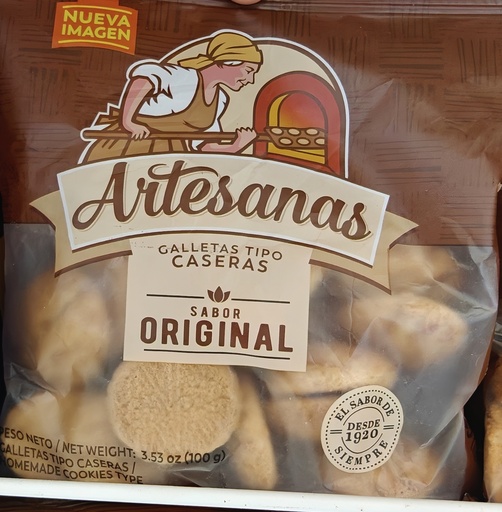 NUEVA
IMAGEN
Artesanas
GALLETAS TIPO
CASERAS
SABOR
ORIGINAL
EL SABOR DE
SIEMPRE
DESDE
1920
PESO NETO / NET WEIGHT: 3.53 oz (100 g)
GALLETAS TIPO CASERAS /
HOMEMADE COOKIES TYPE